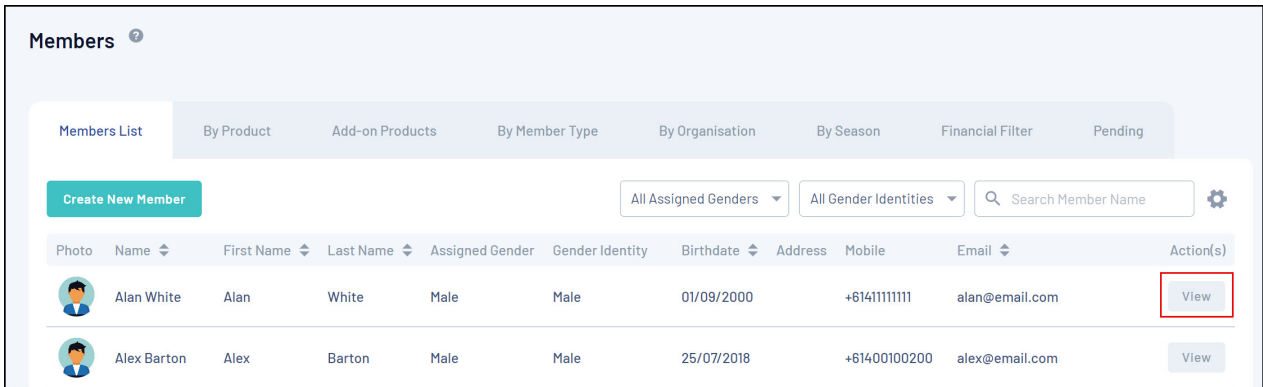 Members ?
Members List By Product Add-on Products By Member Type By Organisation By Season Financial Filter Pending
Create New Member All Assigned Genders All Gender Identities Search Member Name
Photo Name First Name Last Name Assigned Gender Gender Identity Birthdate Address Mobile Email Action(s)
Alan White Alan White Male Male 01/09/2000 +61411111111 alan@email.com View
Alex Barton Alex Barton Male Male 25/07/2018 +61400100200 alex@email.com View